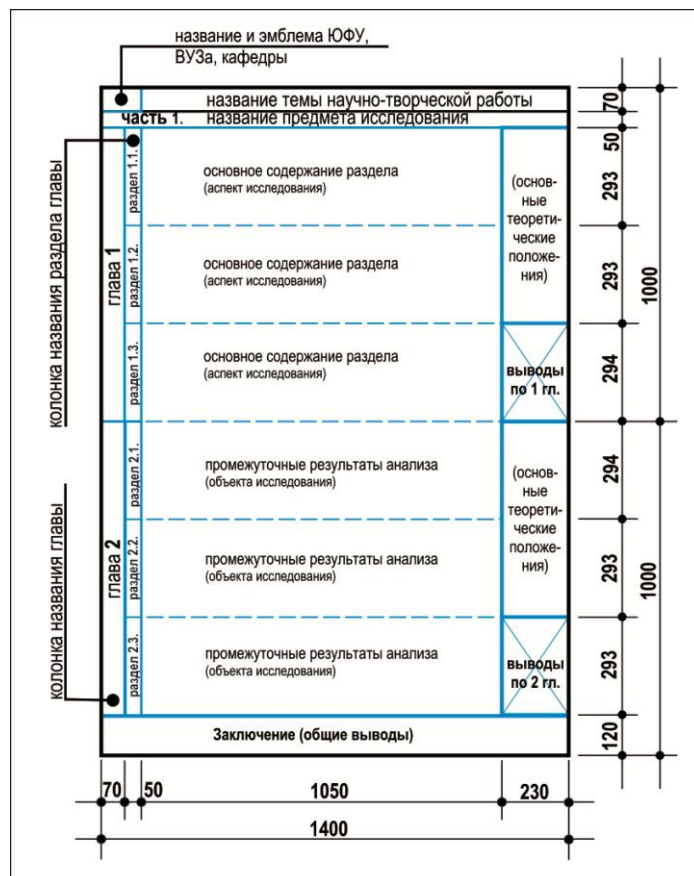 название и эмблема ЮФУ,
ВУЗа, кафедры
название темы научно-творческой работы
часть 1. название предмета исследования
колонка названия раздела главы
глава 1
раздел 1.1.
основное содержание раздела
(аспект исследования)
раздел 1.2.
основное содержание раздела
(аспект исследования)
раздел 1.3.
основное содержание раздела
(аспект исследования)
(основ-
ные
теорети-
ческие
положе-
ния)
выводы
по 1 гл.
колонка названия главы
глава 2
раздел 2.1.
промежуточные результаты анализа
(объекта исследования)
раздел 2.2.
промежуточные результаты анализа
(объекта исследования)
раздел 2.3.
промежуточные результаты анализа
(объекта исследования)
(основ-
ные
теорети-
ческие
положе-
ния)
выводы
по 2 гл.
Заключение (общие выводы)
70
50
293
293
294
294
293
293
120
1000
1000
70 50 1050 230
1400